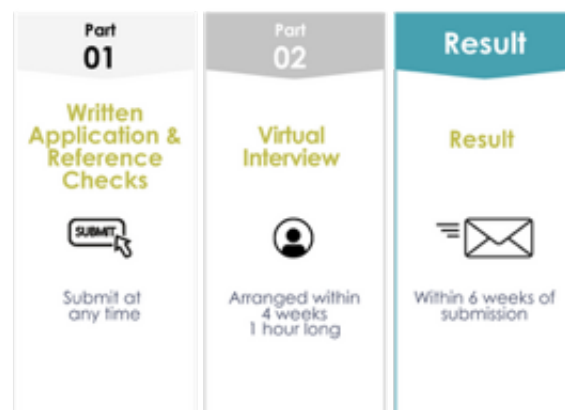 Part
01
Written
Application &
Reference
Checks
SUBMIT
Submit at
any time
Part
02
Virtual
Interview
Arranged within
4 weeks
1 hour long
Result
Result
Within 6 weeks of
submission